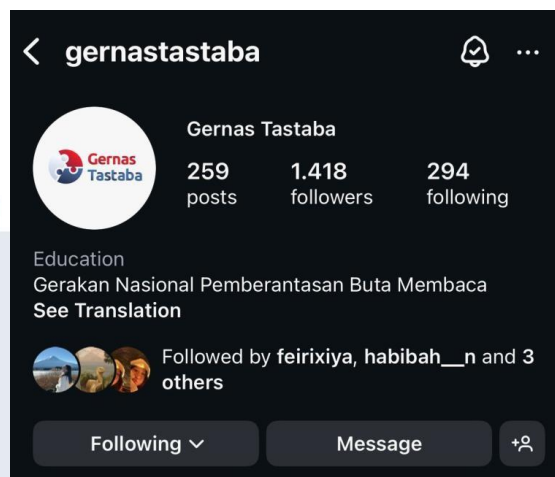 gernastastaba
Gernas Tastaba
Gernas
Tastaba
259 1.418 294
posts followers following
Education
Gerakan Nasional Pemberantasan Buta Membaca
See Translation
Followed by feirixiya, habibah__n and 3
others
Following Message